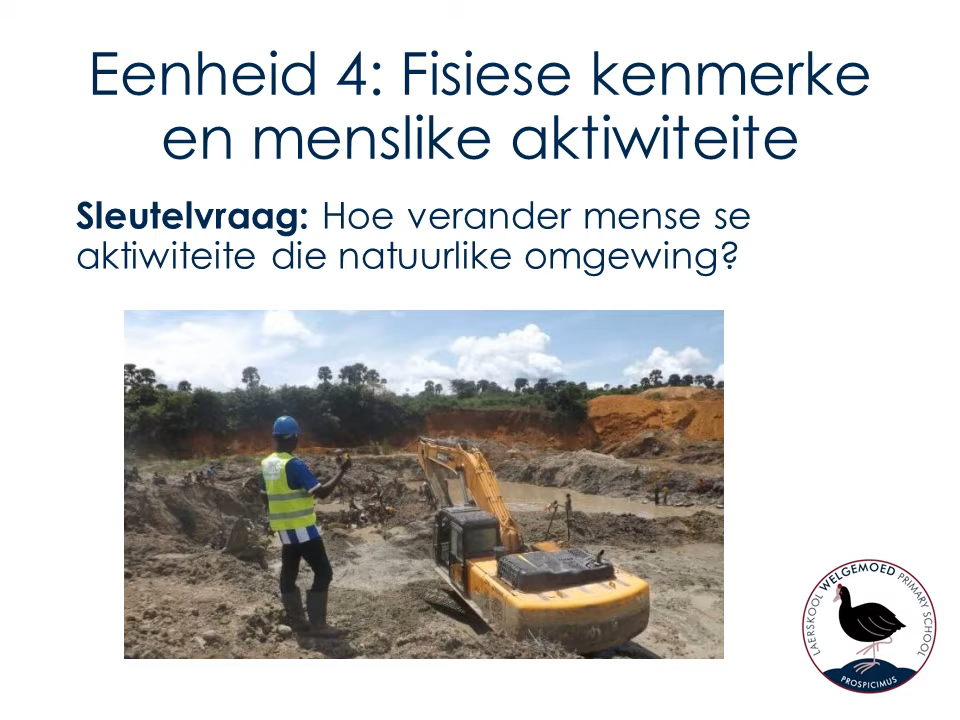 Eenheid 4: Fisiese kenmerke
en menslike aktiwiteite
Sleutelvraag: Hoe verander mense se
aktiwiteite die natuurlike omgewing?
LAERSKOOL WELGEMOED PRIMARY SCHOOL
PROSPICIMUS